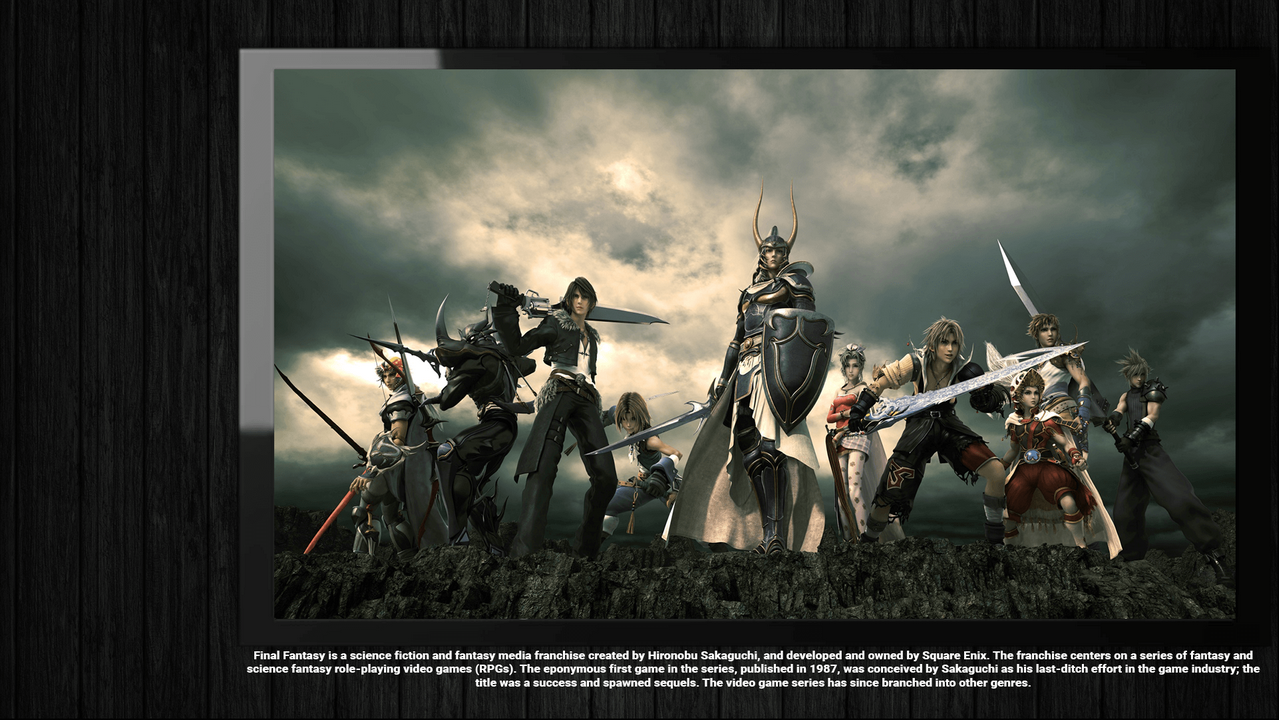 Final Fantasy is a science fiction and fantasy media franchise created by Hironobu Sakaguchi, and developed and owned by Square Enix. The franchise centers on a series of fantasy and
science fantasy role-playing video games (RPGs). The eponymous first game in the series, published in 1987, was conceived by Sakaguchi as his last-ditch effort in the game industry; the
title was a success and spawned sequels. The video game series has since branched into other genres.